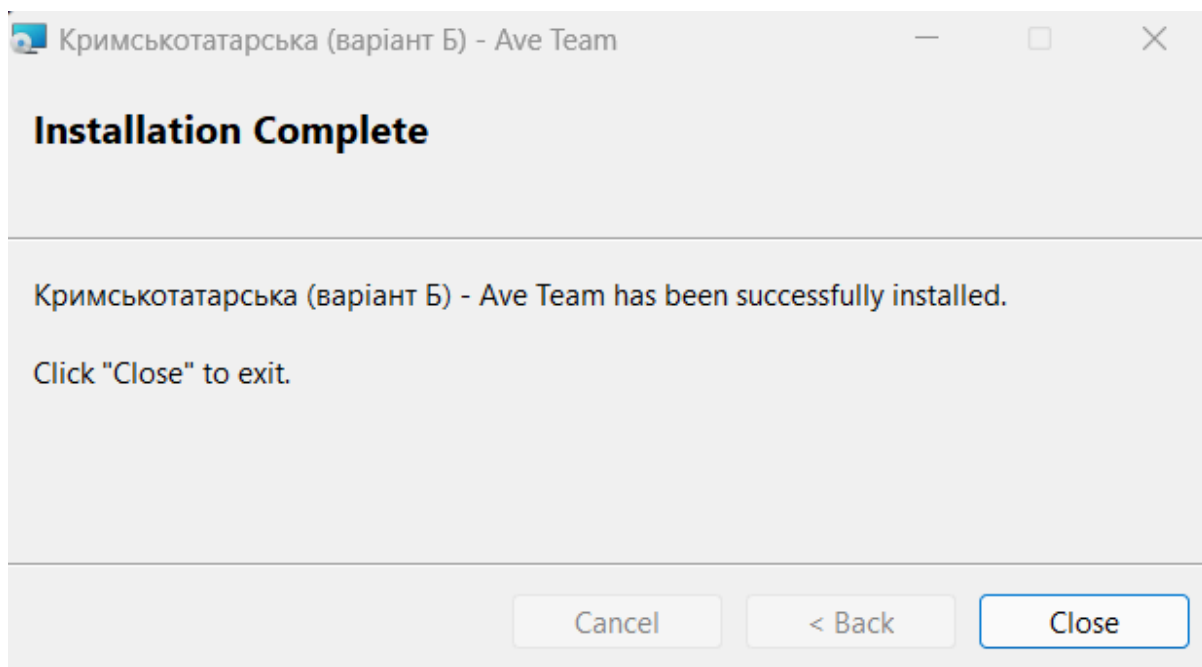 Кримськотатарська (варіант Б) - Ave Team
Installation Complete
Кримськотатарська (варіант Б) - Ave Team has been successfully installed.
Click "Close" to exit.
Cancel
< Back
Close